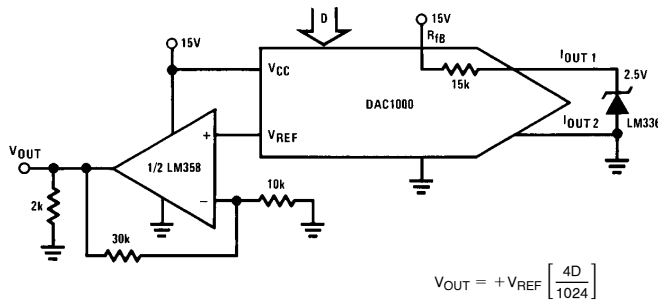 D
15V
RfB
15V
VCC
15k
IOUT 1
2.5V
DAC1000
LM336
IOUT 2
VOUT
+
VREF
1/2 LM358
2k
−
10k
30k
VOUT = +VREF [4D/1024]